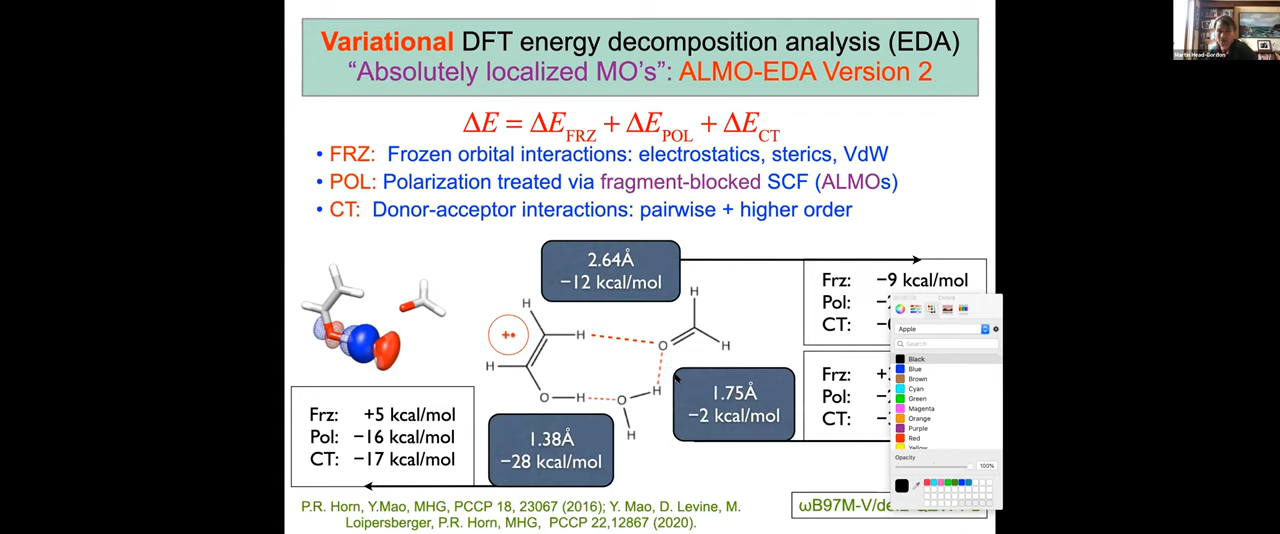 Martin Head-Gordon
Variational DFT energy decomposition analysis (EDA)
“Absolutely localized MO’s”: ALMO-EDA Version 2
ΔE = ΔE_FRZ + ΔE_POL + ΔE_CT
• FRZ: Frozen orbital interactions: electrostatics, sterics, VdW
• POL: Polarization treated via fragment-blocked SCF (ALMOs)
• CT: Donor-acceptor interactions: pairwise + higher order
2.64Å
−12 kcal/mol
Frz: −9 kcal/mol
Pol:
CT:
Colors
Apple
Search
Black
Blue
Brown
Cyan
Green
Magenta
Orange
Purple
Red
Yellow
Opacity
100%
H
H
+•
H
H
O
H
O
H
H
O
H
H
Frz:
Pol:
CT:
1.75Å
−2 kcal/mol
Frz: +5 kcal/mol
Pol: −16 kcal/mol
CT: −17 kcal/mol
1.38Å
−28 kcal/mol
P.R. Horn, Y.Mao, MHG, PCCP 18, 23067 (2016); Y. Mao, D. Levine, M.
Loipersberger, P.R. Horn, MHG, PCCP 22,12867 (2020).
ωB97M-V/